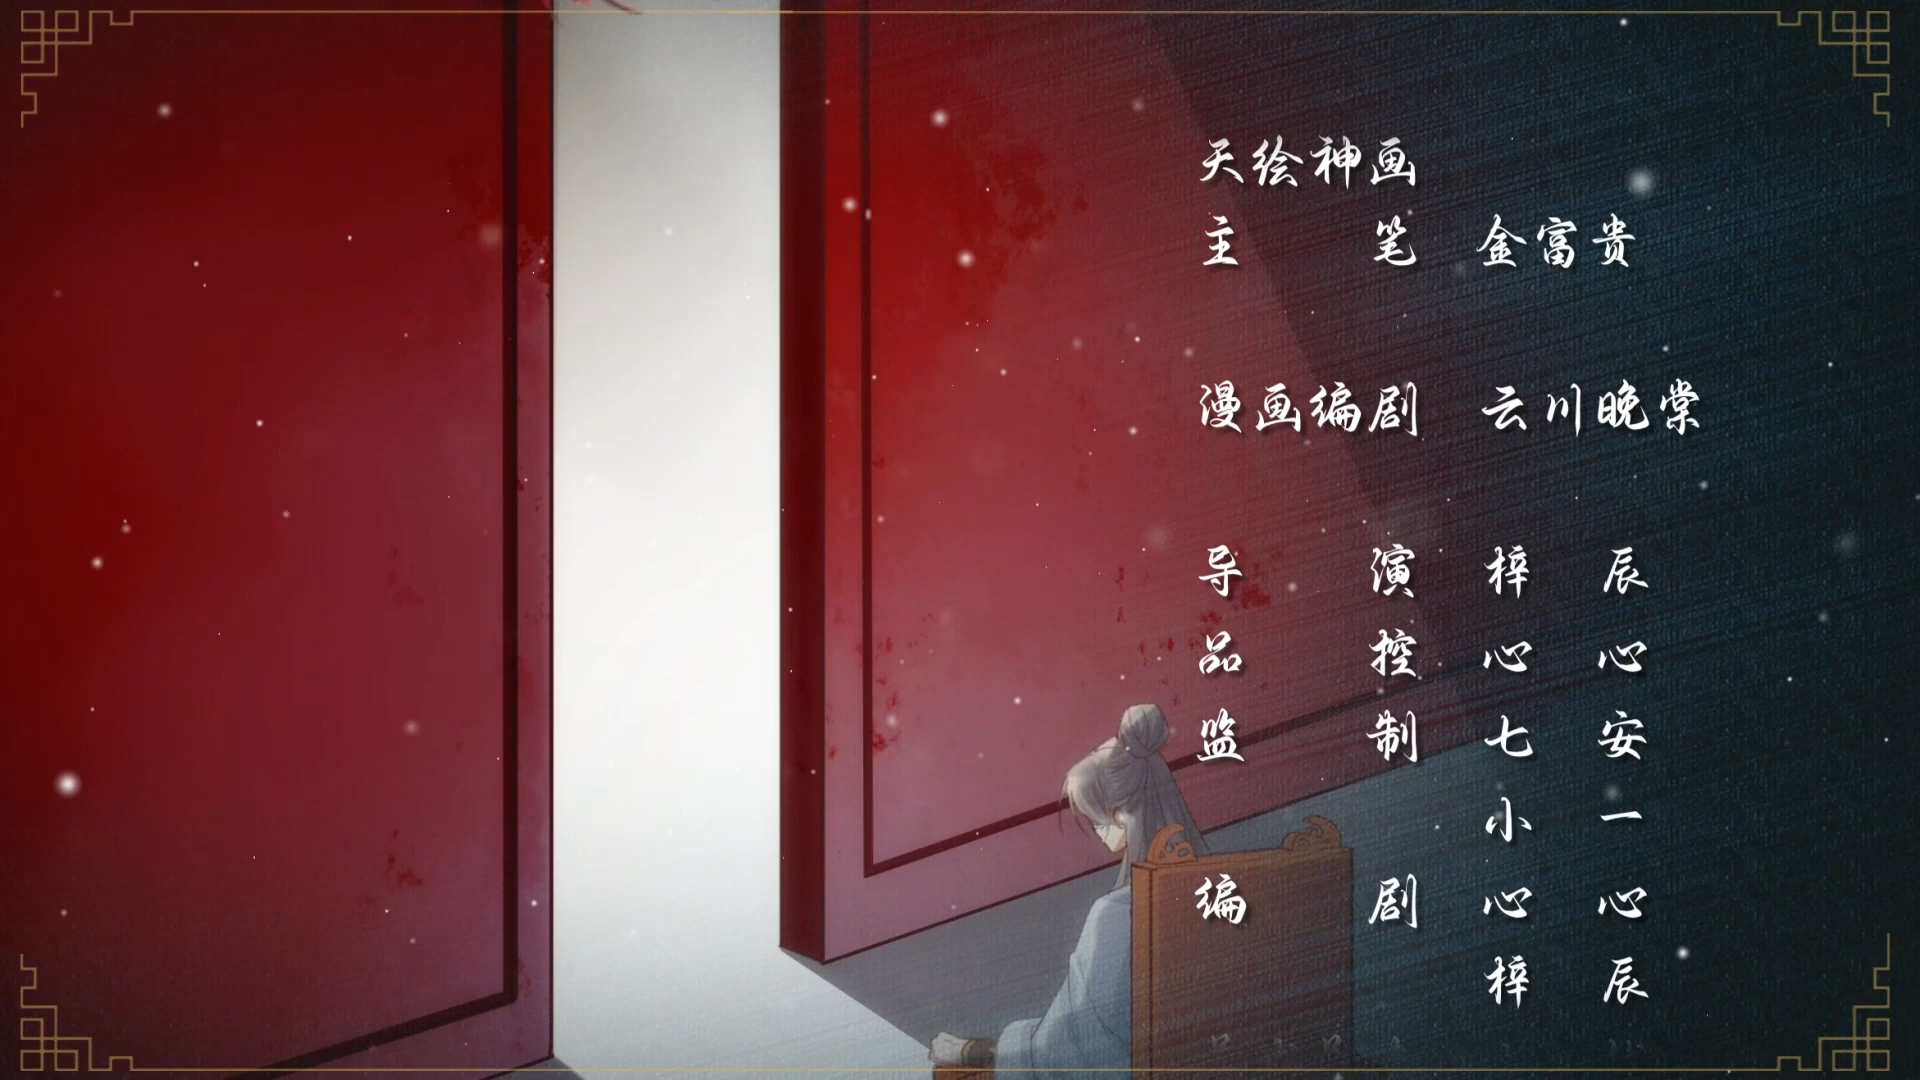 天绘神画
主笔 金富贵
漫画编剧 云川晚棠
导演 梓辰
品控 心心
监制 七安
小一
编剧 心心
梓辰